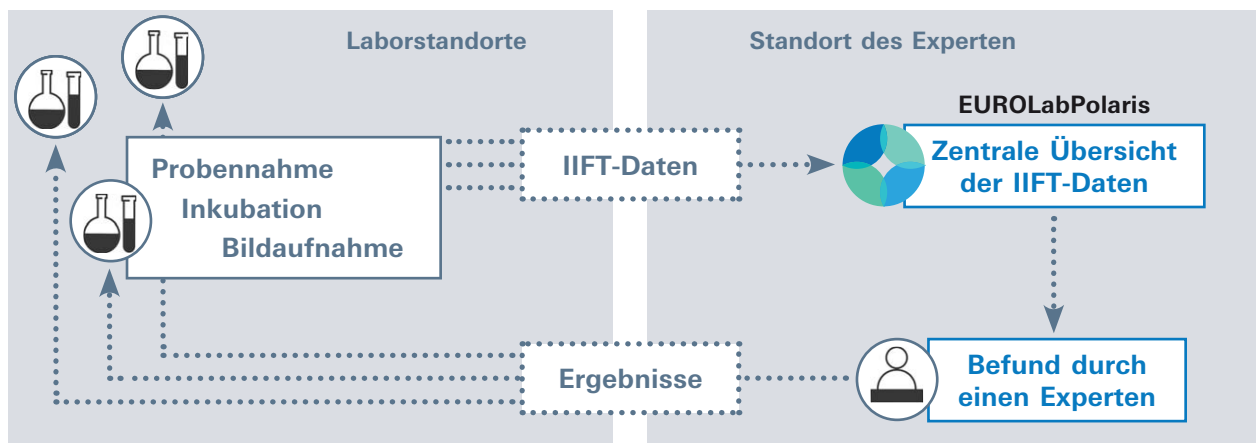 Laborstandorte
Standort des Experten
EUROLabPolaris
Probennahme
Inkubation
Bildaufnahme
IIFT-Daten
Zentrale Übersicht
der IIFT-Daten
Ergebnisse
Befund durch
einen Experten